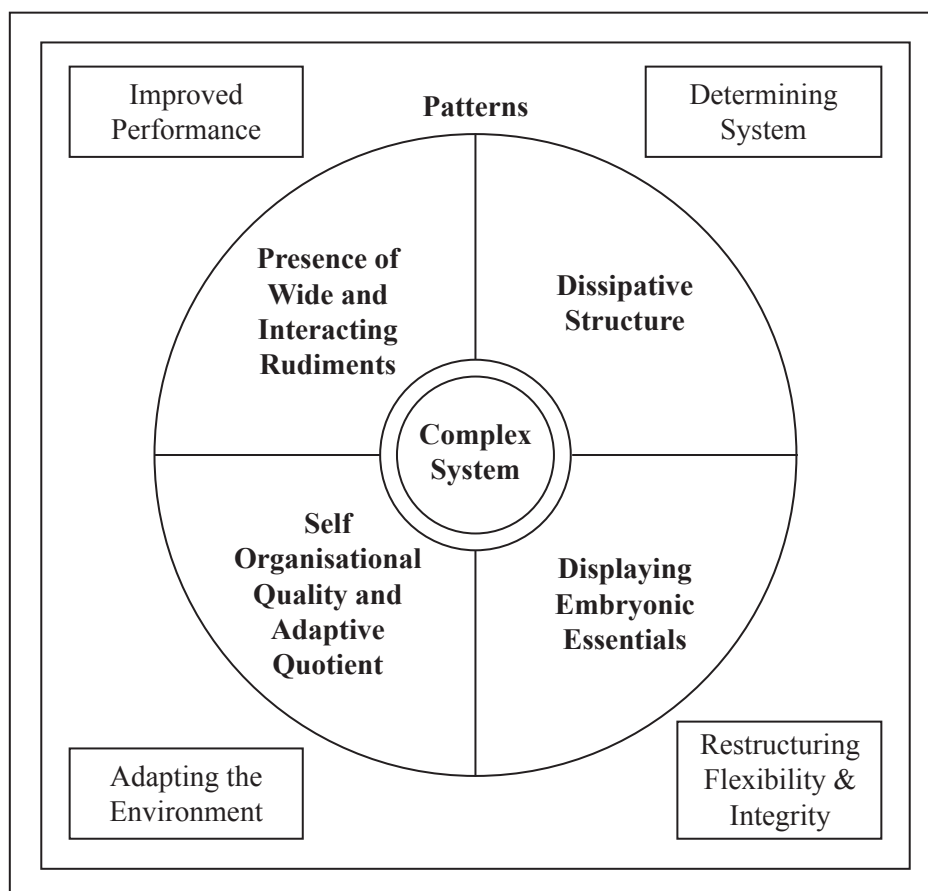 Improved
Performance
Patterns
Determining
System
Presence of
Wide and
Interacting
Rudiments
Dissipative
Structure
Complex
System
Self
Organisational
Quality and
Adaptive
Quotient
Displaying
Embryonic
Essentials
Adapting the
Environment
Restructuring
Flexibility &
Integrity